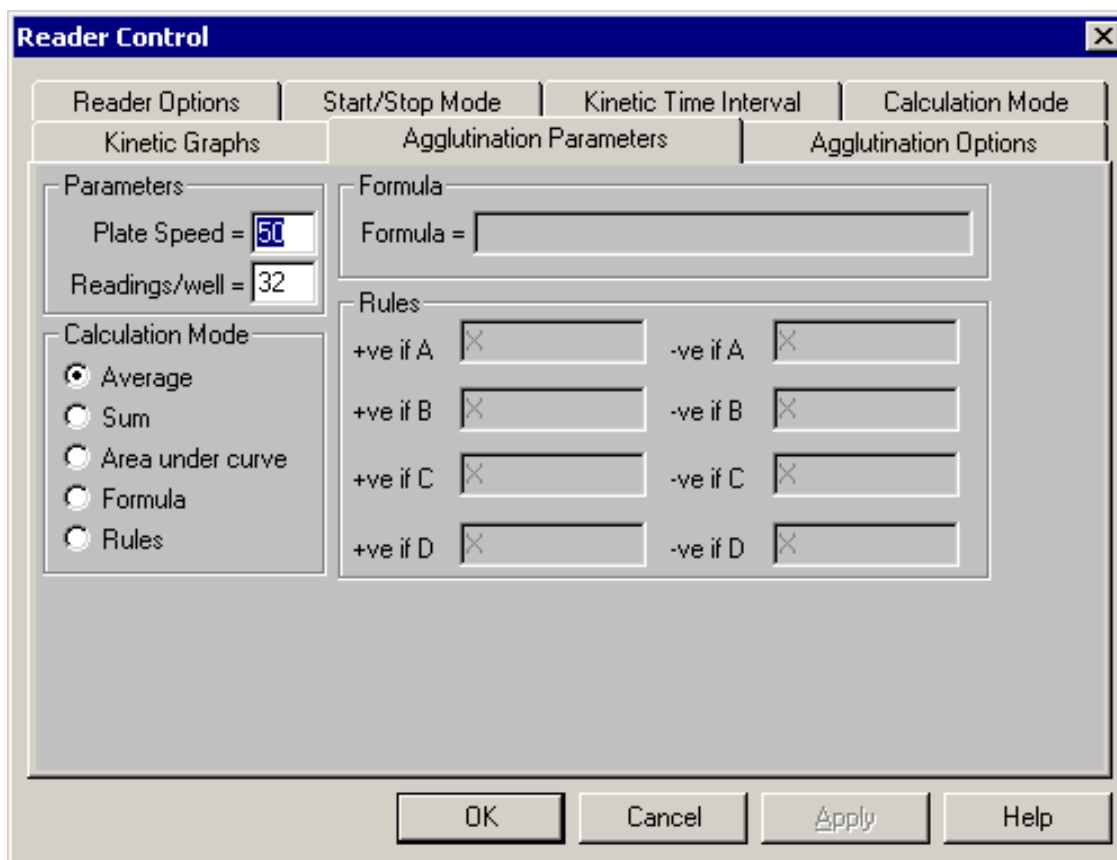 Reader Control
Reader Options Start/Stop Mode Kinetic Time Interval Calculation Mode
Kinetic Graphs Agglutination Parameters Agglutination Options
Parameters
Plate Speed = 50
Readings/well = 32
Calculation Mode
Average
Sum
Area under curve
Formula
Rules
Formula
Formula =
Rules
+ve if A X -ve if A X
+ve if B X -ve if B X
+ve if C X -ve if C X
+ve if D X -ve if D X
OK Cancel Apply Help